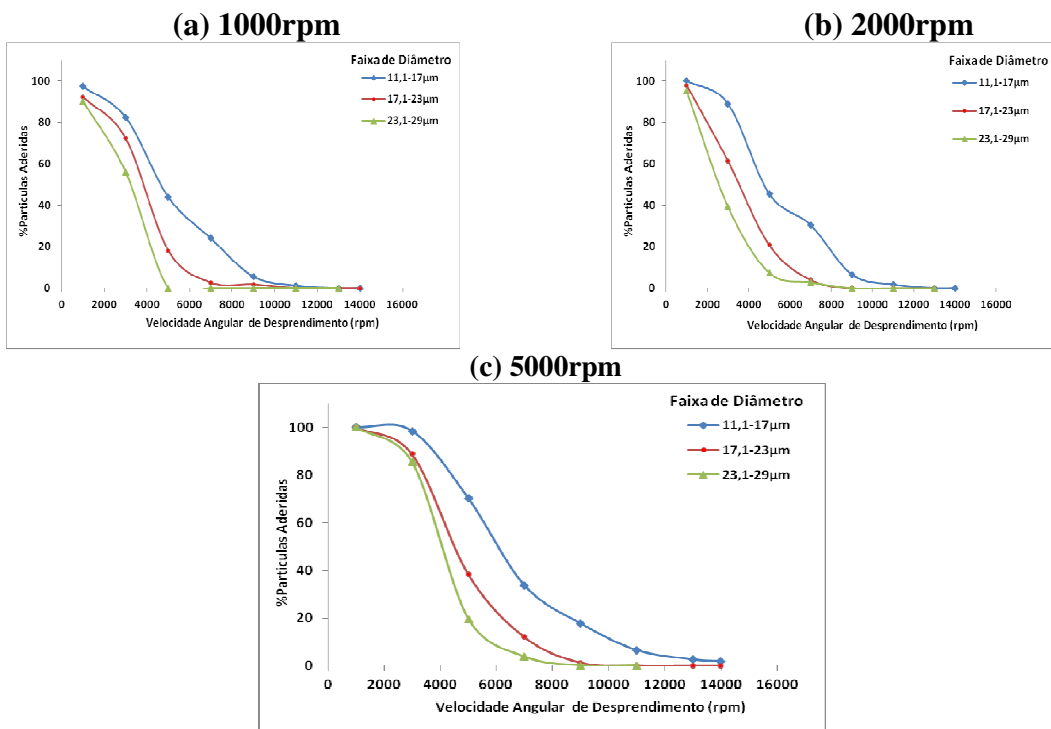 (a) 1000rpm
Faixa de Diâmetro
11,1-17µm
17,1-23µm
23,1-29µm
%Particulas Aderidas
100
80
60
40
20
0
0 2000 4000 6000 8000 10000 12000 14000 16000
Velocidade Angular de Desprendimento (rpm)
(b) 2000rpm
Faixa de Diâmetro
11,1-17µm
17,1-23µm
23,1-29µm
%Particulas Aderidas
100
80
60
40
20
0
0 2000 4000 6000 8000 10000 12000 14000 16000
Velocidade Angular de Desprendimento (rpm)
(c) 5000rpm
Faixa de Diâmetro
11,1-17µm
17,1-23µm
23,1-29µm
%Particulas Aderidas
100
80
60
40
20
0
0 2000 4000 6000 8000 10000 12000 14000 16000
Velocidade Angular de Desprendimento (rpm)